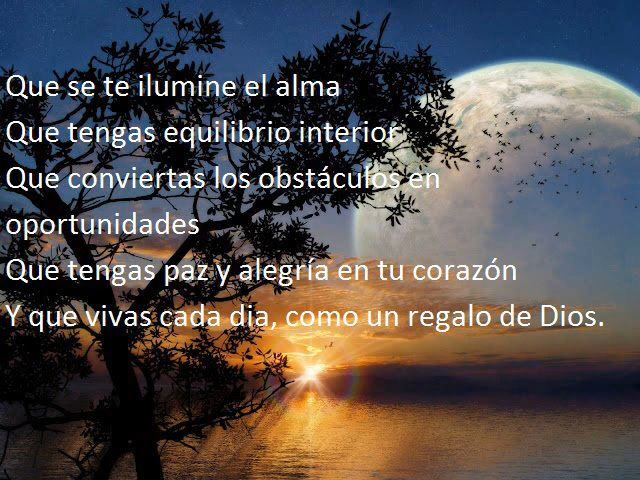 Que se te ilumine el alma
Que tengas equilibrio interior
Que conviertas los obstáculos en
oportunidades
Que tengas paz y alegría en tu corazón
Y que vivas cada dia, como un regalo de Dios.